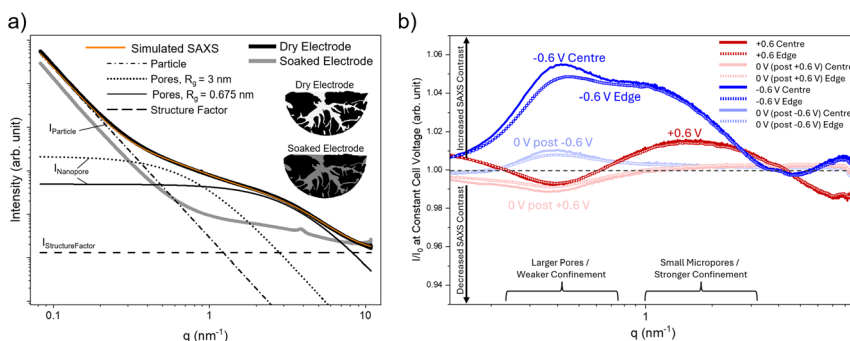 a)
Simulated SAXS
Particle
Pores, Rg = 3 nm
Pores, Rg = 0.675 nm
Structure Factor
Dry Electrode
Soaked Electrode
Dry Electrode
Soaked Electrode
IParticle
INanopore
IStructureFactor
Intensity (arb. unit)
0.1
1
10
q (nm-1)
b)
I/I0 at Constant Cell Voltage (arb. unit)
1.06
1.04
1.02
1.00
0.98
0.96
0.94
Increased SAXS Contrast
Decreased SAXS Contrast
-0.6 V Centre
-0.6 V Edge
+0.6 V
0 V post -0.6 V
0 V post +0.6 V
+0.6 Centre
+0.6 Edge
0 V (post +0.6 V) Centre
0 V (post +0.6 V) Edge
-0.6 V Centre
-0.6 V Edge
0 V (post -0.6 V) Centre
0 V (post -0.6 V) Edge
Larger Pores /
Weaker Confinement
Small Micropores /
Stronger Confinement
1
q (nm-1)